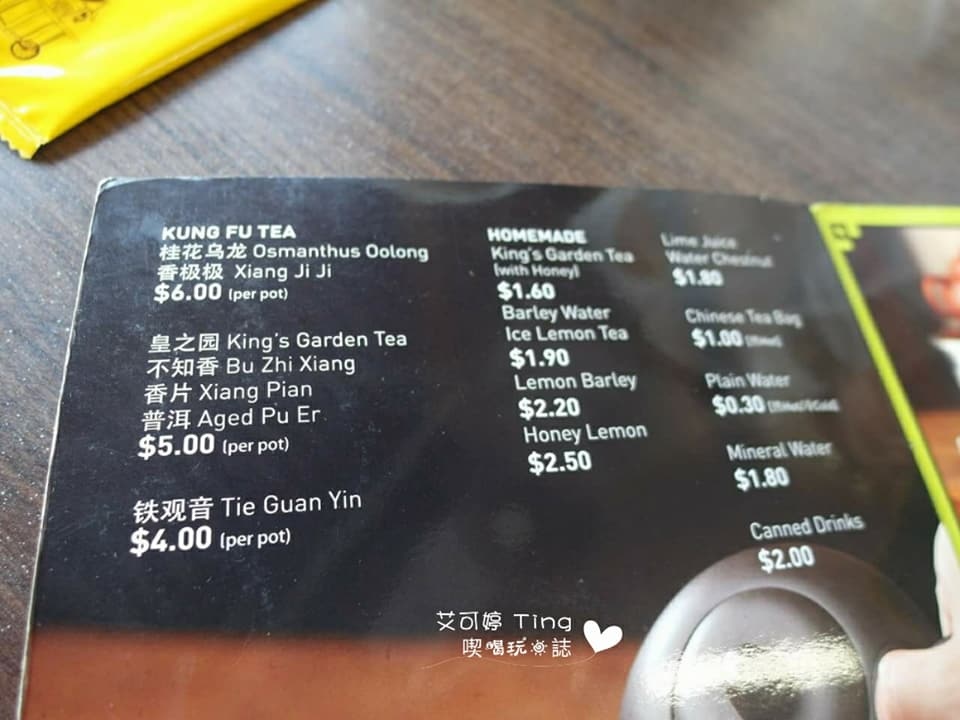 KUNG FU TEA
桂花乌龙 Osmanthus Oolong
香极极 Xiang Ji Ji
$6.00 (per pot)
皇之园 King's Garden Tea
不知香 Bu Zhi Xiang
香片 Xiang Pian
普洱 Aged Pu Er
$5.00 (per pot)
铁观音 Tie Guan Yin
$4.00 (per pot)
HOMEMADE
King's Garden Tea
(with Honey)
$1.60
Barley Water
Ice Lemon Tea
$1.90
Lemon Barley
$2.20
Honey Lemon
$2.50
Lime Juice
Water Chestnut
$1.80
Chinese Tea Bag
$1.00
Plain Water
$0.30
Mineral Water
$1.80
Canned Drinks
$2.00
艾可婷 Ting
喫喝玩誌